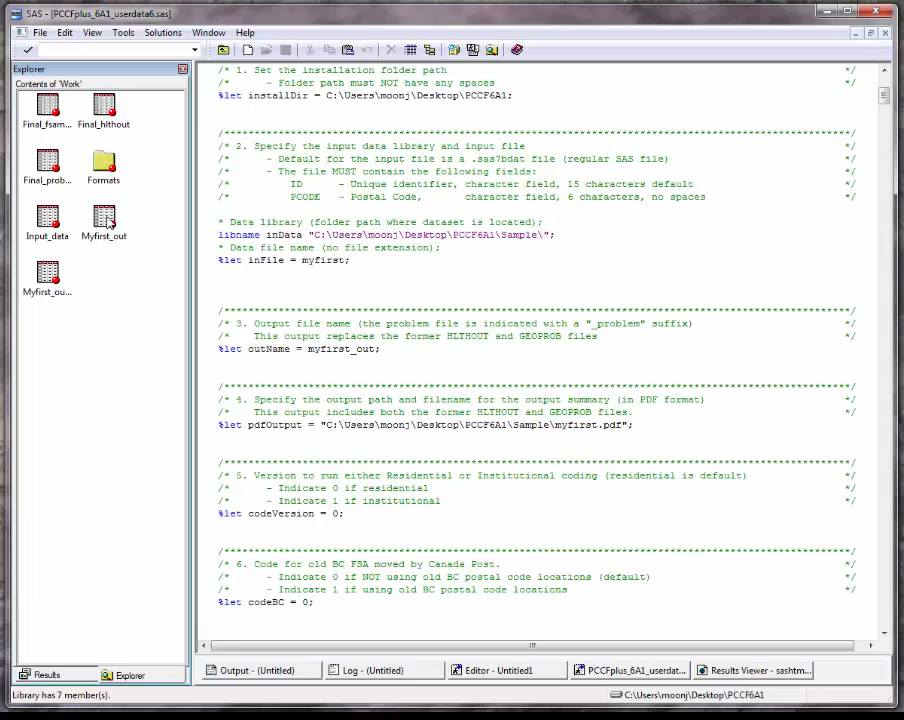 SAS - [PCCFplus_6A1_userdata6.sas]
File Edit View Tools Solutions Window Help
Explorer
Contents of 'Work'
Final_fsam... Final_hlthout
Final_prob... Formats
Input_data Myfirst_out
Myfirst_ou...
/* 1. Set the installation folder path */
/* - Folder path must NOT have any spaces */
%let installDir = C:\Users\moonj\Desktop\PCCF6A1;
/******************************************************************************************************/
/* 2. Specify the input data library and input file */
/* - Default for the input file is a .sas7bdat file (regular SAS file) */
/* - The file MUST contain the following fields: */
/* ID - Unique identifier, character field, 15 characters default */
/* PCODE - Postal Code, character field, 6 characters, no spaces */
* Data library (folder path where dataset is located);
libname inData "C:\Users\moonj\Desktop\PCCF6A1\Sample\";
* Data file name (no file extension);
%let inFile = myfirst;
/******************************************************************************************************/
/* 3. Output file name (the problem file is indicated with a "_problem" suffix) */
/* This output replaces the former HLTHOUT and GEOPROB files */
%let outName = myfirst_out;
/******************************************************************************************************/
/* 4. Specify the output path and filename for the output summary (in PDF format) */
/* This output includes both the former HLTHOUT and GEOPROB files. */
%let pdfOutput = "C:\Users\moonj\Desktop\PCCF6A1\Sample\myfirst.pdf";
/******************************************************************************************************/
/* 5. Version to run either Residential or Institutional coding (residential is default) */
/* - Indicate 0 if residential */
/* - Indicate 1 if institutional */
%let codeVersion = 0;
/******************************************************************************************************/
/* 6. Code for old BC FSA moved by Canada Post. */
/* - Indicate 0 if NOT using old BC postal code locations (default) */
/* - Indicate 1 if using old BC postal code locations */
%let codeBC = 0;
Results Explorer Output - (Untitled) Log - (Untitled) Editor - Untitled1 PCCFplus_6A1_userdat... Results Viewer - sashtm...
Library has 7 member(s). C:\Users\moonj\Desktop\PCCF6A1